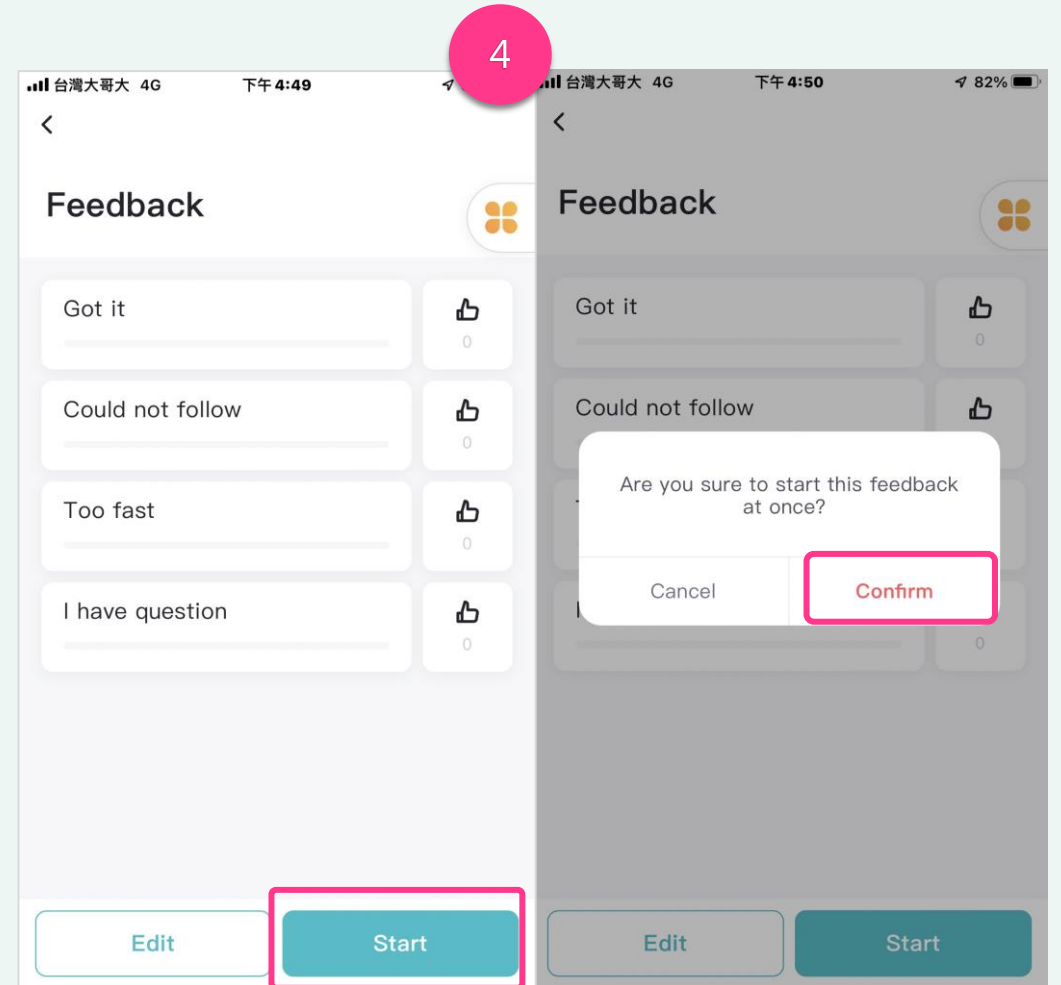 4
台灣大哥大 4G 下午 4:49
Feedback
Got it
0
Could not follow
0
Too fast
0
I have question
0
Edit
Start
台灣大哥大 4G 下午 4:50 82%
Feedback
Got it
0
Could not follow
Are you sure to start this feedback
at once?
Cancel
Confirm
0
Edit
Start